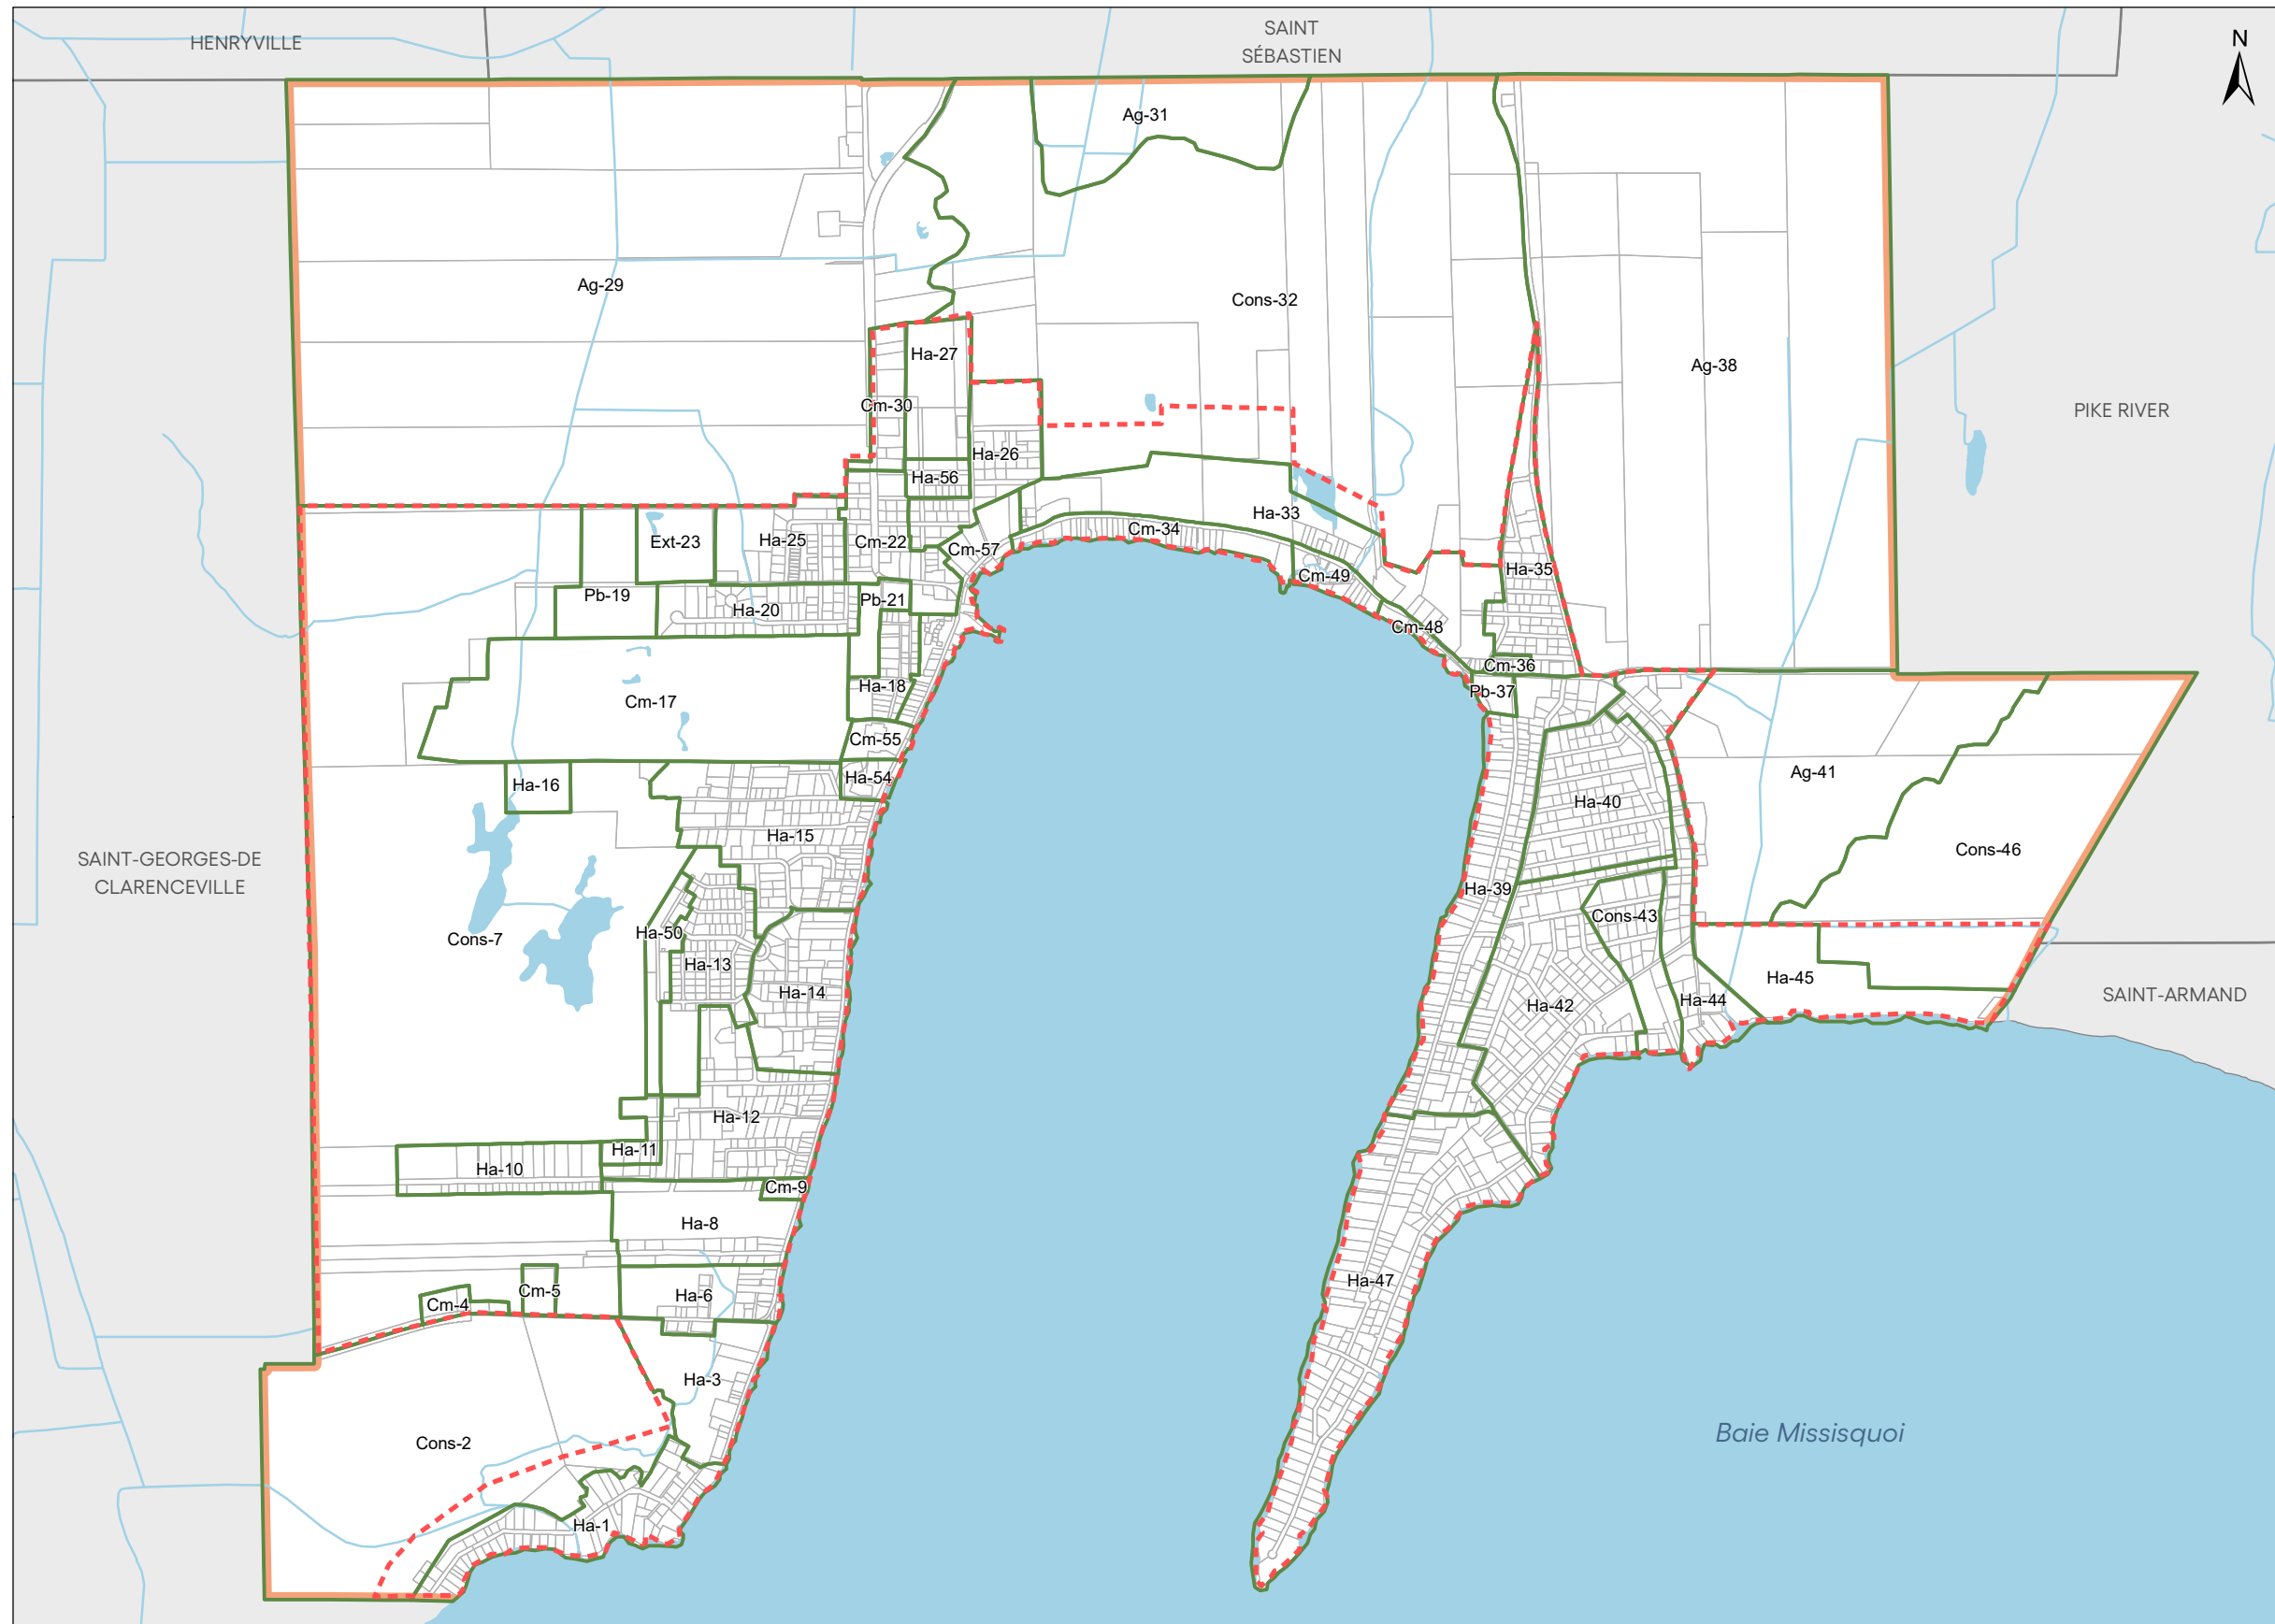 HENRYVILLE
SAINT
SÉBASTIEN
N
Ag-31
Ag-29
Cons-32
Ha-27
Ag-38
Cm-30
PIKE RIVER
Ha-26
Ha-56
Ha-33
Cm-34
Ext-23
Ha-25
Cm-22
Cm-57
Ha-35
Cm-49
Pb-19
Ha-20
Pb-21
Cm-48
Cm-36
Ha-18
Pb-37
Cm-17
Cm-55
Ag-41
Ha-54
Ha-16
Ha-40
Ha-15
Cons-46
SAINT-GEORGES-DE
CLARENCEVILLE
Ha-39
Cons-43
Ha-50
Cons-7
Ha-13
Ha-45
Ha-14
Ha-44
SAINT-ARMAND
Ha-42
Ha-12
Ha-11
Ha-10
Cm-9
Ha-8
Ha-47
Cm-5
Ha-6
Cm-4
Ha-3
Baie Missisquoi
Cons-2
Ha-1